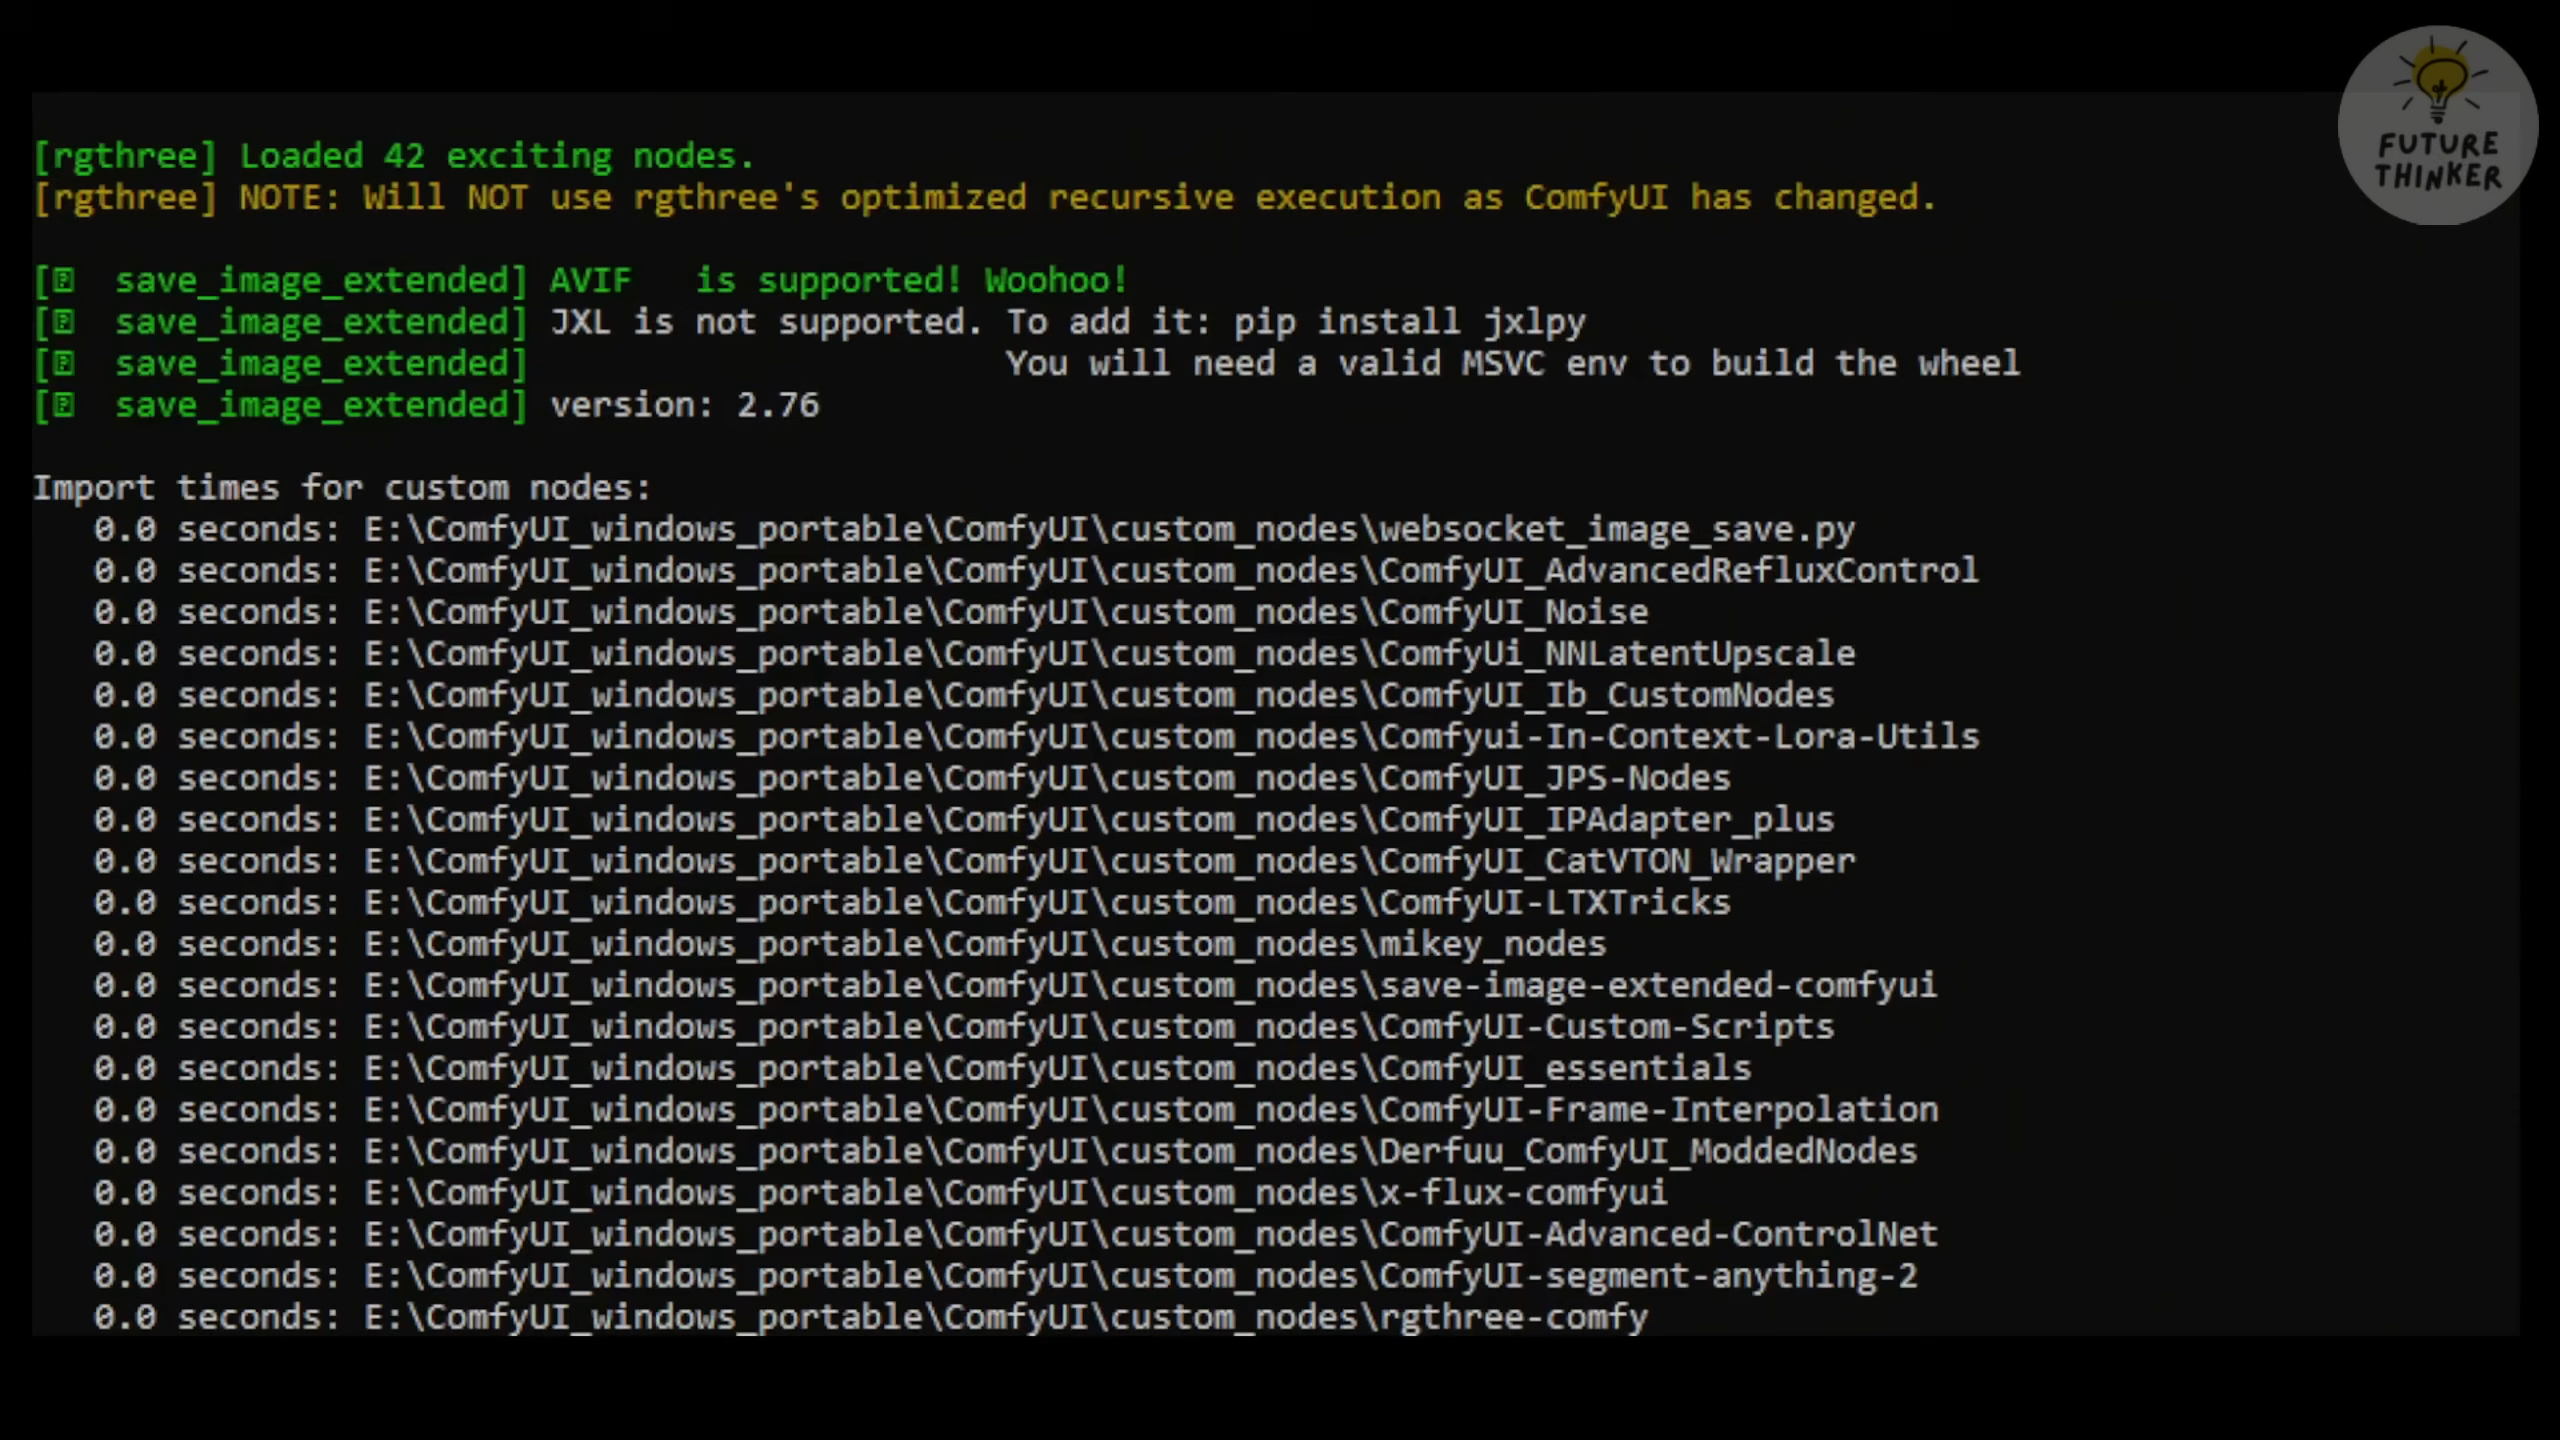 [rgthree] Loaded 42 exciting nodes.
[rgthree] NOTE: Will NOT use rgthree's optimized recursive execution as ComfyUI has changed.
[⍰  save_image_extended] AVIF   is supported! Woohoo!
[⍰  save_image_extended] JXL is not supported. To add it: pip install jxlpy
[⍰  save_image_extended]                       You will need a valid MSVC env to build the wheel
[⍰  save_image_extended] version: 2.76
Import times for custom nodes:
   0.0 seconds: E:\ComfyUI_windows_portable\ComfyUI\custom_nodes\websocket_image_save.py
   0.0 seconds: E:\ComfyUI_windows_portable\ComfyUI\custom_nodes\ComfyUI_AdvancedRefluxControl
   0.0 seconds: E:\ComfyUI_windows_portable\ComfyUI\custom_nodes\ComfyUI_Noise
   0.0 seconds: E:\ComfyUI_windows_portable\ComfyUI\custom_nodes\ComfyUi_NNLatentUpscale
   0.0 seconds: E:\ComfyUI_windows_portable\ComfyUI\custom_nodes\ComfyUI_Ib_CustomNodes
   0.0 seconds: E:\ComfyUI_windows_portable\ComfyUI\custom_nodes\Comfyui-In-Context-Lora-Utils
   0.0 seconds: E:\ComfyUI_windows_portable\ComfyUI\custom_nodes\ComfyUI_JPS-Nodes
   0.0 seconds: E:\ComfyUI_windows_portable\ComfyUI\custom_nodes\ComfyUI_IPAdapter_plus
   0.0 seconds: E:\ComfyUI_windows_portable\ComfyUI\custom_nodes\ComfyUI_CatVTON_Wrapper
   0.0 seconds: E:\ComfyUI_windows_portable\ComfyUI\custom_nodes\ComfyUI-LTXTricks
   0.0 seconds: E:\ComfyUI_windows_portable\ComfyUI\custom_nodes\mikey_nodes
   0.0 seconds: E:\ComfyUI_windows_portable\ComfyUI\custom_nodes\save-image-extended-comfyui
   0.0 seconds: E:\ComfyUI_windows_portable\ComfyUI\custom_nodes\ComfyUI-Custom-Scripts
   0.0 seconds: E:\ComfyUI_windows_portable\ComfyUI\custom_nodes\ComfyUI_essentials
   0.0 seconds: E:\ComfyUI_windows_portable\ComfyUI\custom_nodes\ComfyUI-Frame-Interpolation
   0.0 seconds: E:\ComfyUI_windows_portable\ComfyUI\custom_nodes\Derfuu_ComfyUI_ModdedNodes
   0.0 seconds: E:\ComfyUI_windows_portable\ComfyUI\custom_nodes\x-flux-comfyui
   0.0 seconds: E:\ComfyUI_windows_portable\ComfyUI\custom_nodes\ComfyUI-Advanced-ControlNet
   0.0 seconds: E:\ComfyUI_windows_portable\ComfyUI\custom_nodes\ComfyUI-segment-anything-2
   0.0 seconds: E:\ComfyUI_windows_portable\ComfyUI\custom_nodes\rgthree-comfy
FUTURE
THINKER